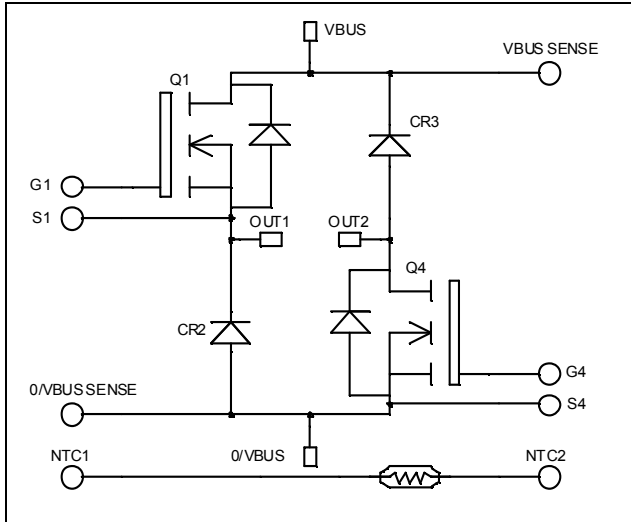 VBUS
VBUS SENSE
Q1
CR3
G1
S1
OUT1
OUT2
Q4
CR2
G4
0/VBUS SENSE
S4
NTC1
0/VBUS
NTC2